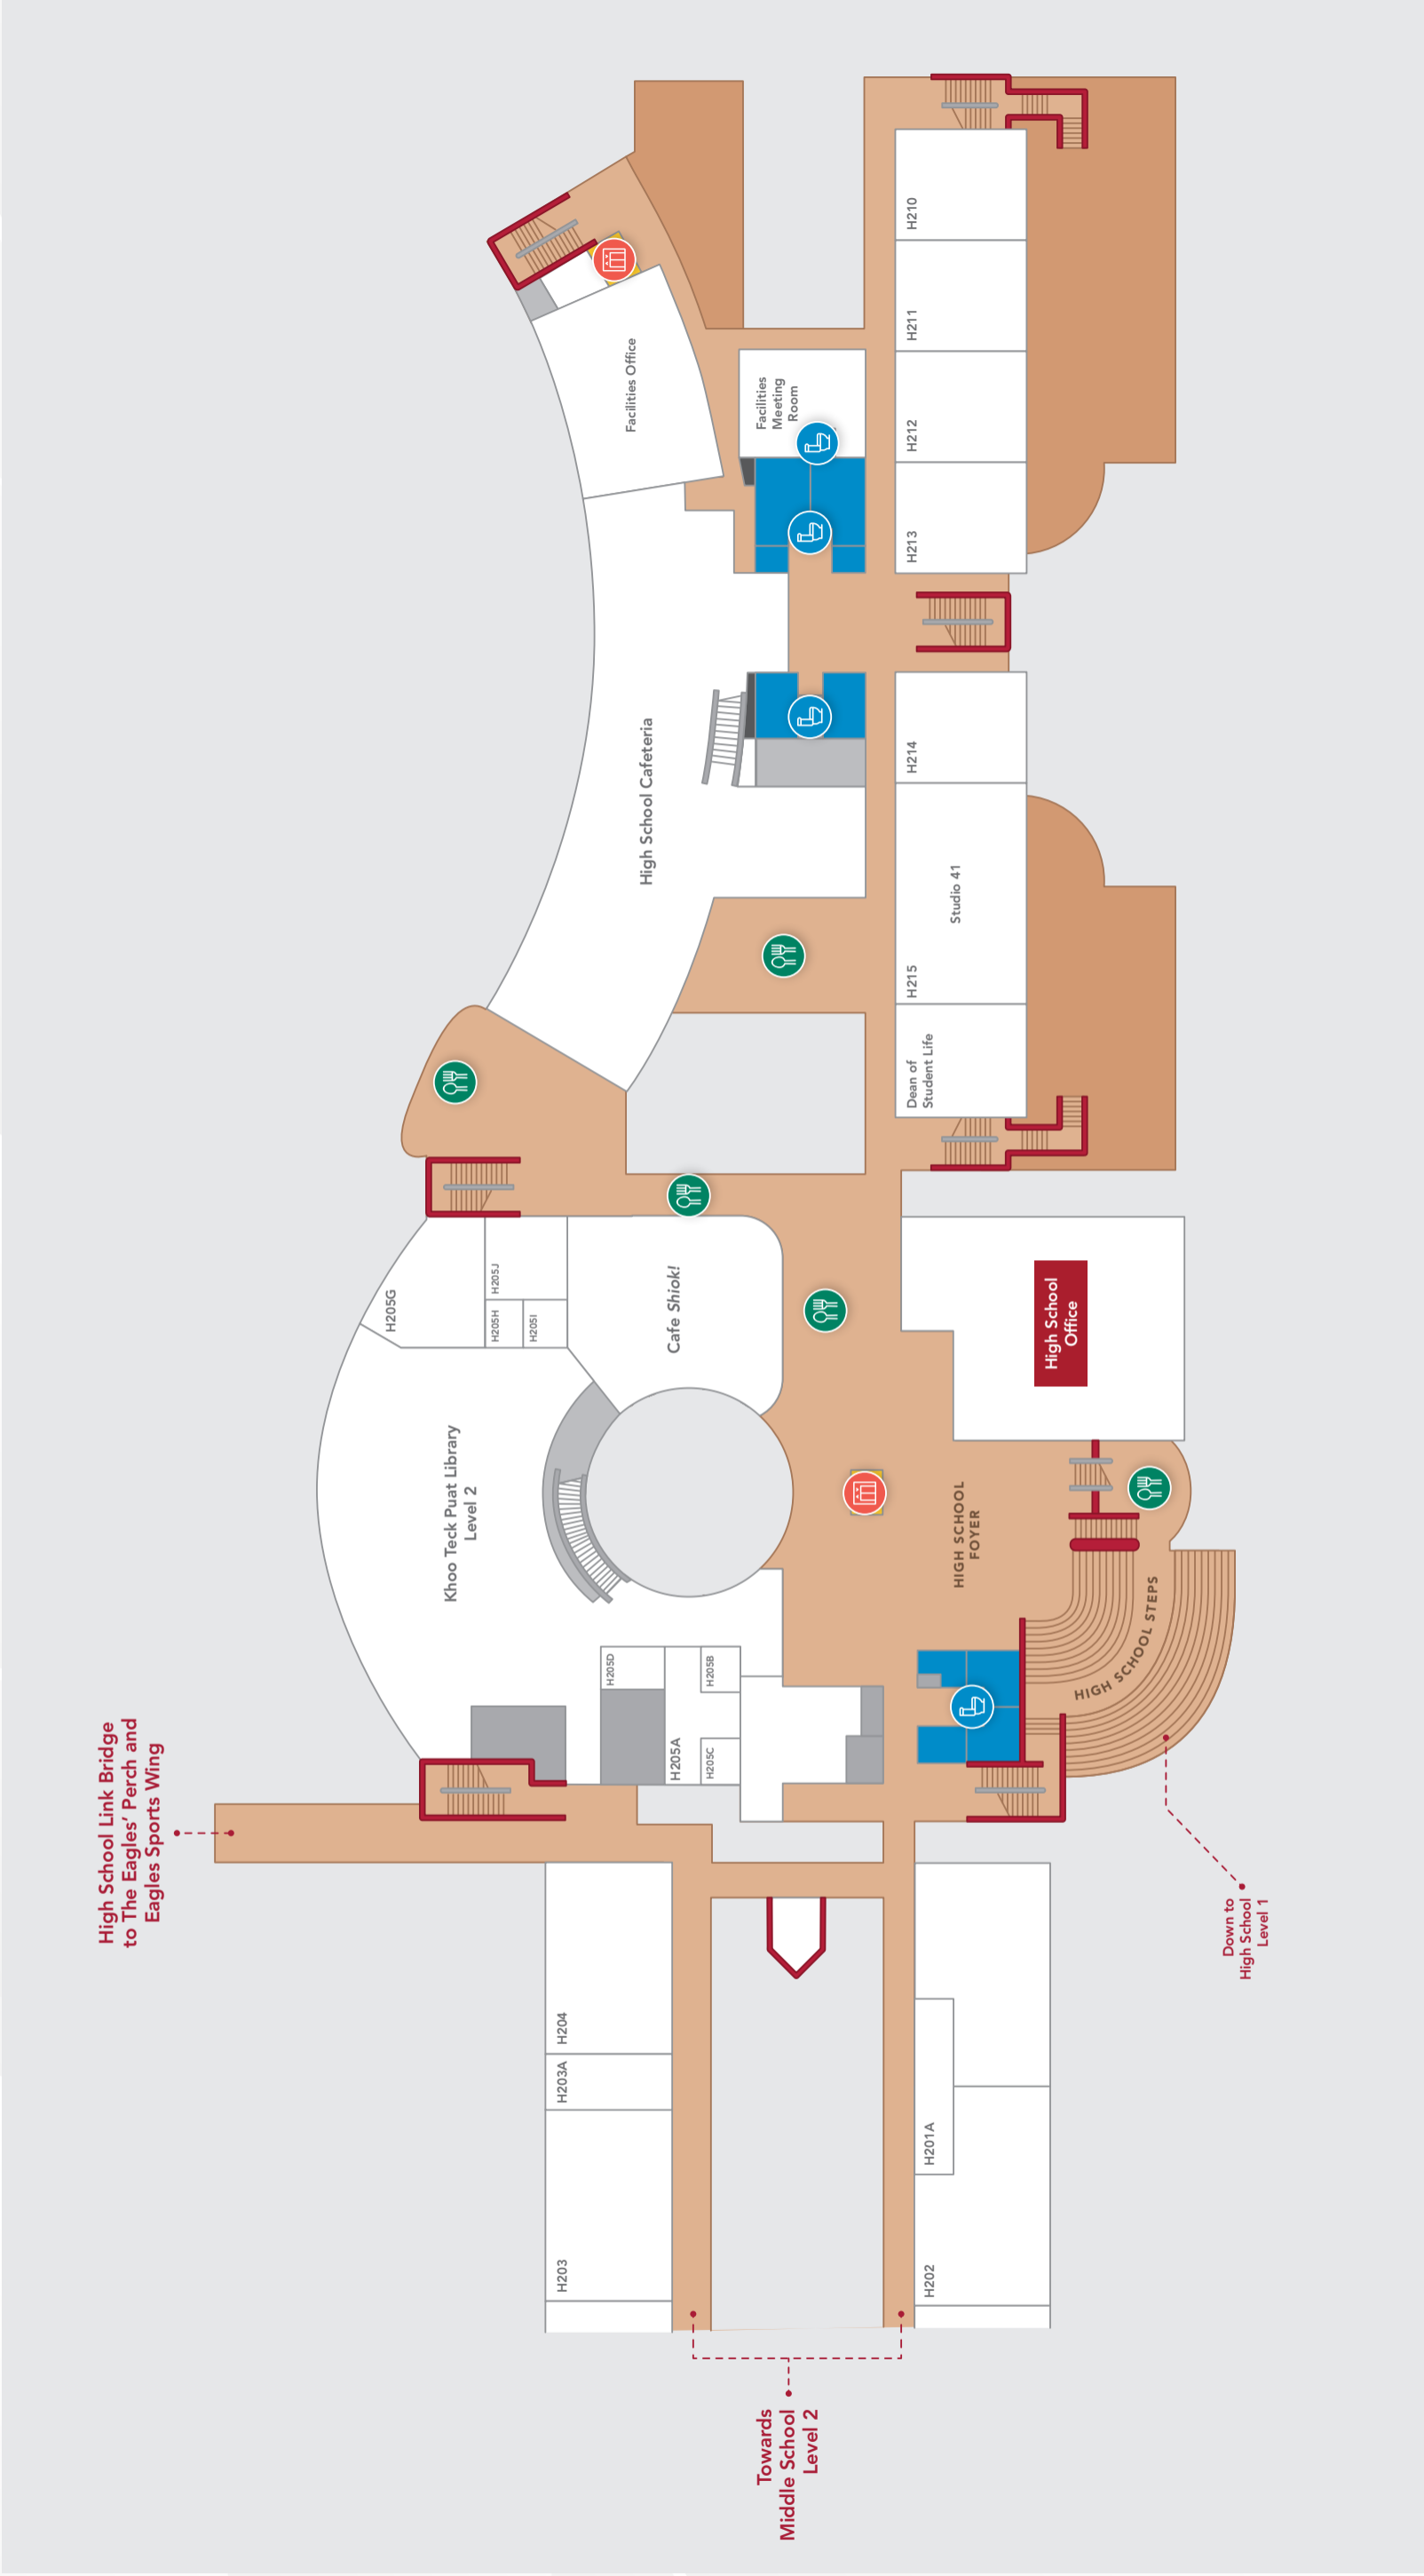 High School Link Bridge
to The Eagles' Perch and
Eagles Sports Wing
Towards
Middle School
Level 2
Down to
High School
Level 1
H203
H203A
H204
H202
H201A
Khoo Teck Puat Library
Level 2
H205A
H205B
H205C
H205D
H205G
H205H
H205I
H205J
Cafe Shiok!
HIGH SCHOOL
FOYER
HIGH SCHOOL STEPS
High School
Office
High School Cafeteria
Facilities Office
Facilities
Meeting
Room
Dean of
Student Life
H215
Studio 41
H214
H213
H212
H211
H210